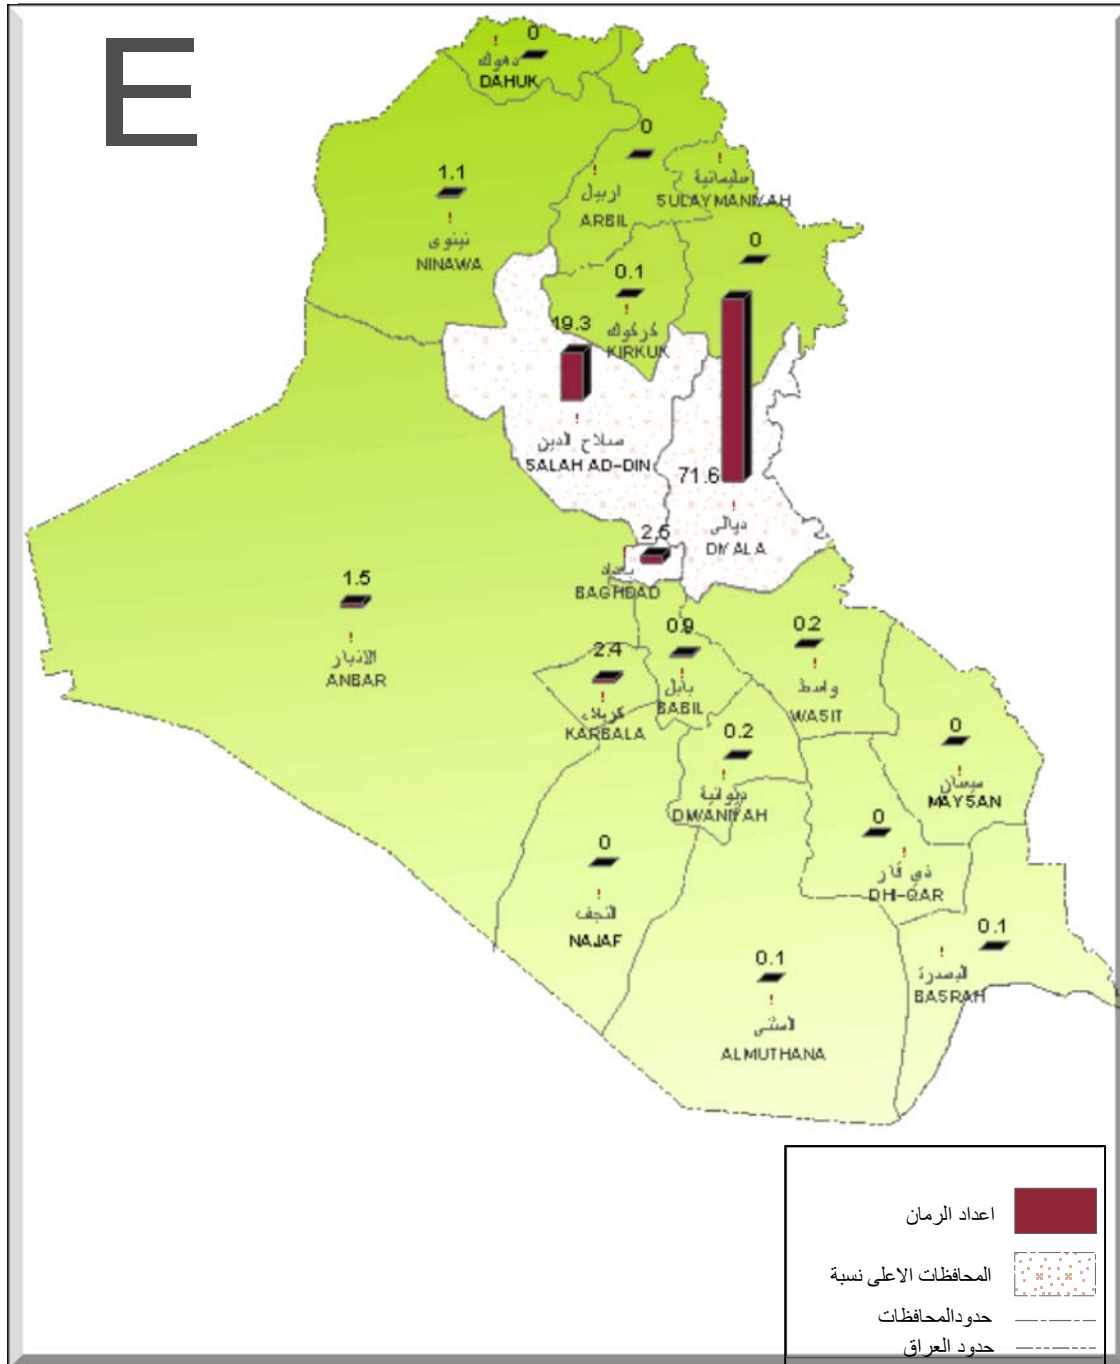 E
0
دهوك
DAHUK
0
اربيل
ARBIL
سليمانية
SULAYMANIYAH
0
1.1
نينوى
NINAWA
0.1
كركوك
KIRKUK
19.3
صلاح الدين
SALAH AD-DIN
71.6
ديالى
DIYALA
2.6
بغداد
BAGHDAD
1.5
الانبار
ANBAR
0.9
بابل
BABIL
0.2
واسط
WASIT
2.4
كربلاء
KARBALA
0.2
ديوانية
DIWANIYAH
0
ميسان
MAYSAN
0
ذي قار
DHI-QAR
0
النجف
NAJAF
0.1
البصرة
BASRAH
0.1
المثنى
ALMUTHANA
اعداد الرمان
المحافظات الاعلى نسبة
حدودالمحافظات
حدود العراق